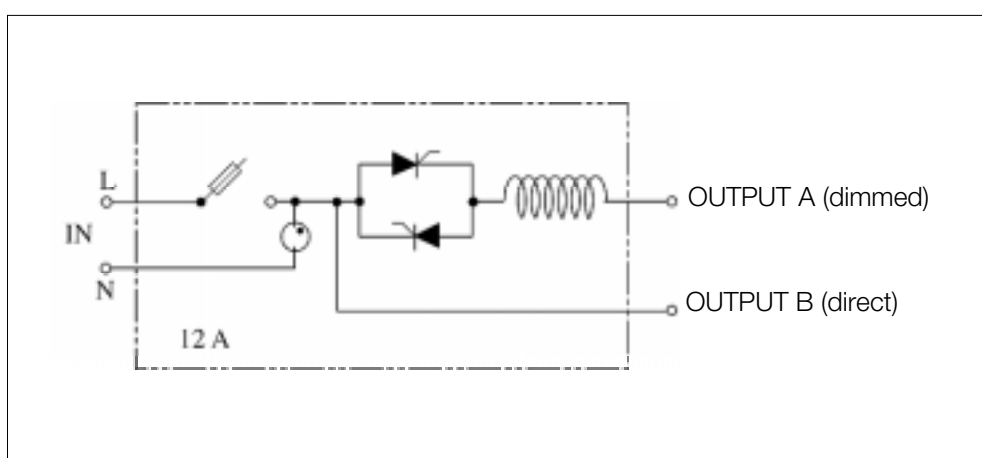 L
OUTPUT A (dimmed)
IN
N
OUTPUT B (direct)
12 A